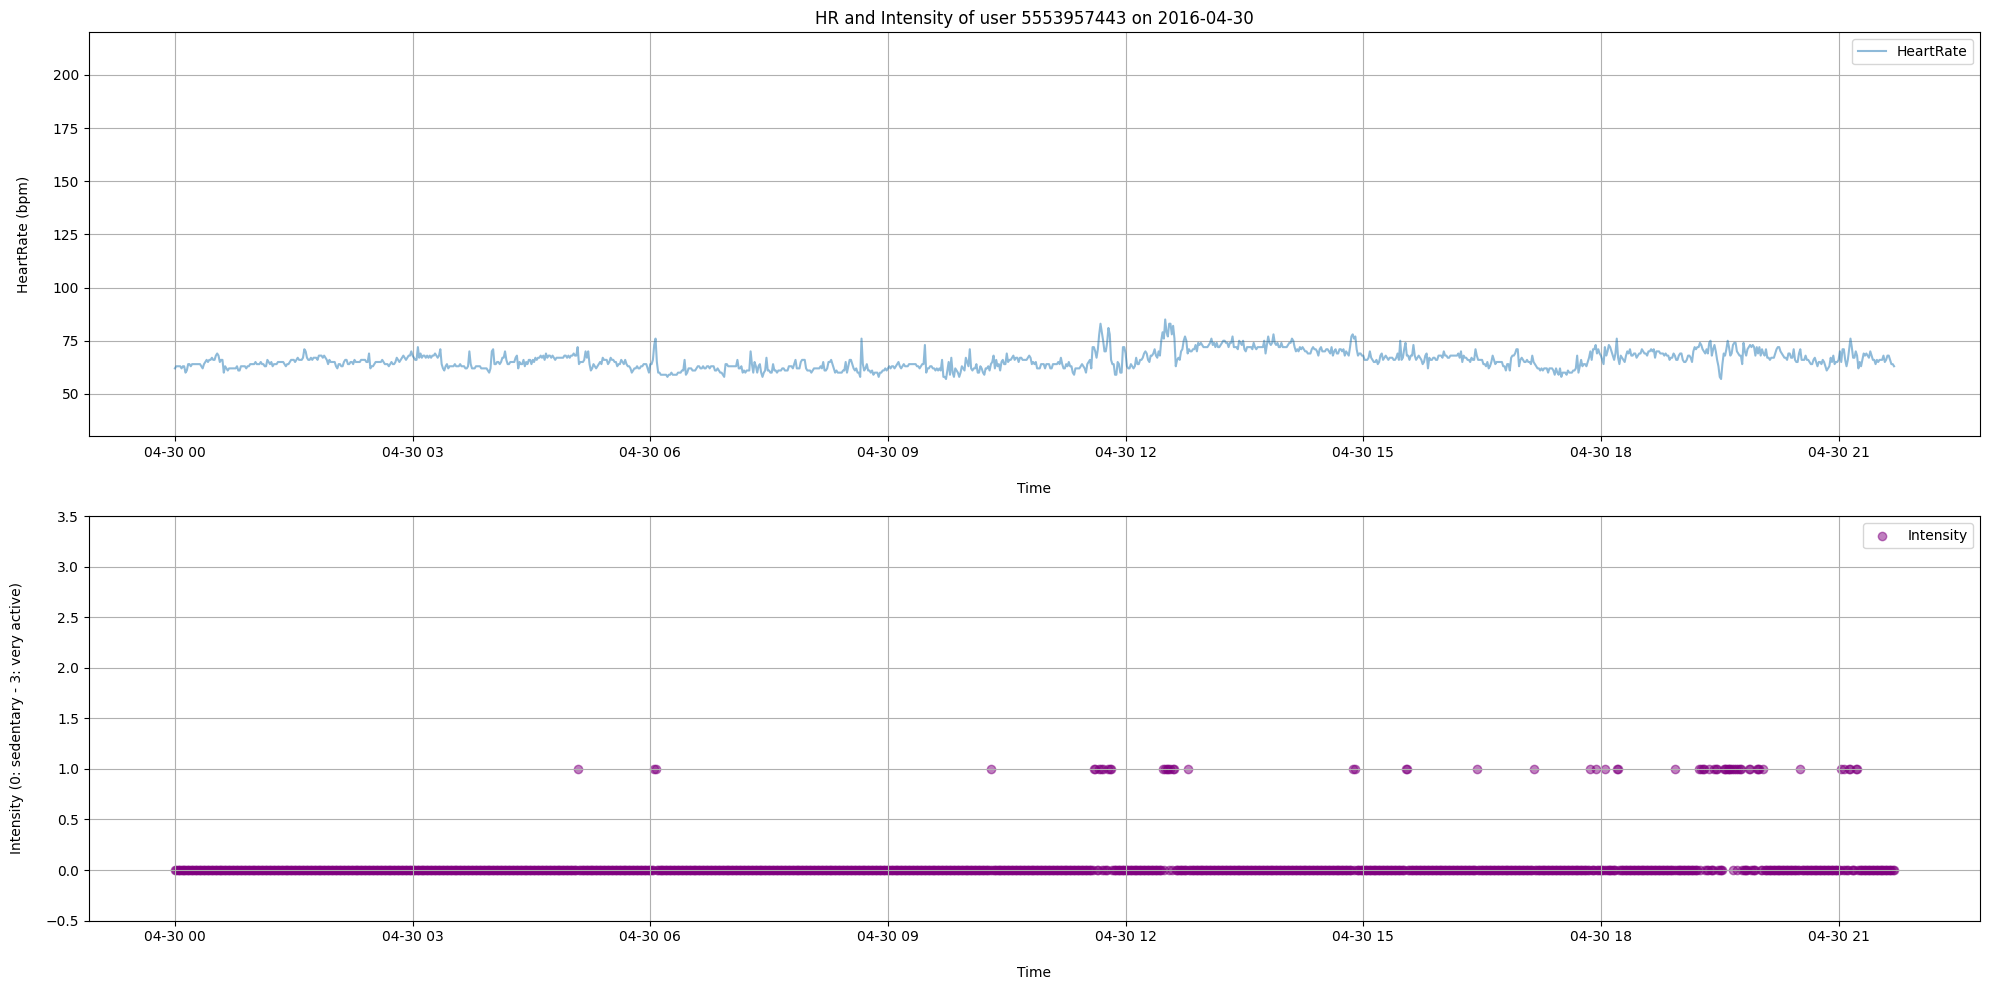 HR and Intensity of user 5553957443 on 2016-04-30
HeartRate
HeartRate (bpm)
200
175
150
125
100
75
50
04-30 00 04-30 03 04-30 06 04-30 09 04-30 12 04-30 15 04-30 18 04-30 21
Time
Intensity
Intensity (0: sedentary - 3: very active)
3.5
3.0
2.5
2.0
1.5
1.0
0.5
0.0
−0.5
04-30 00 04-30 03 04-30 06 04-30 09 04-30 12 04-30 15 04-30 18 04-30 21
Time